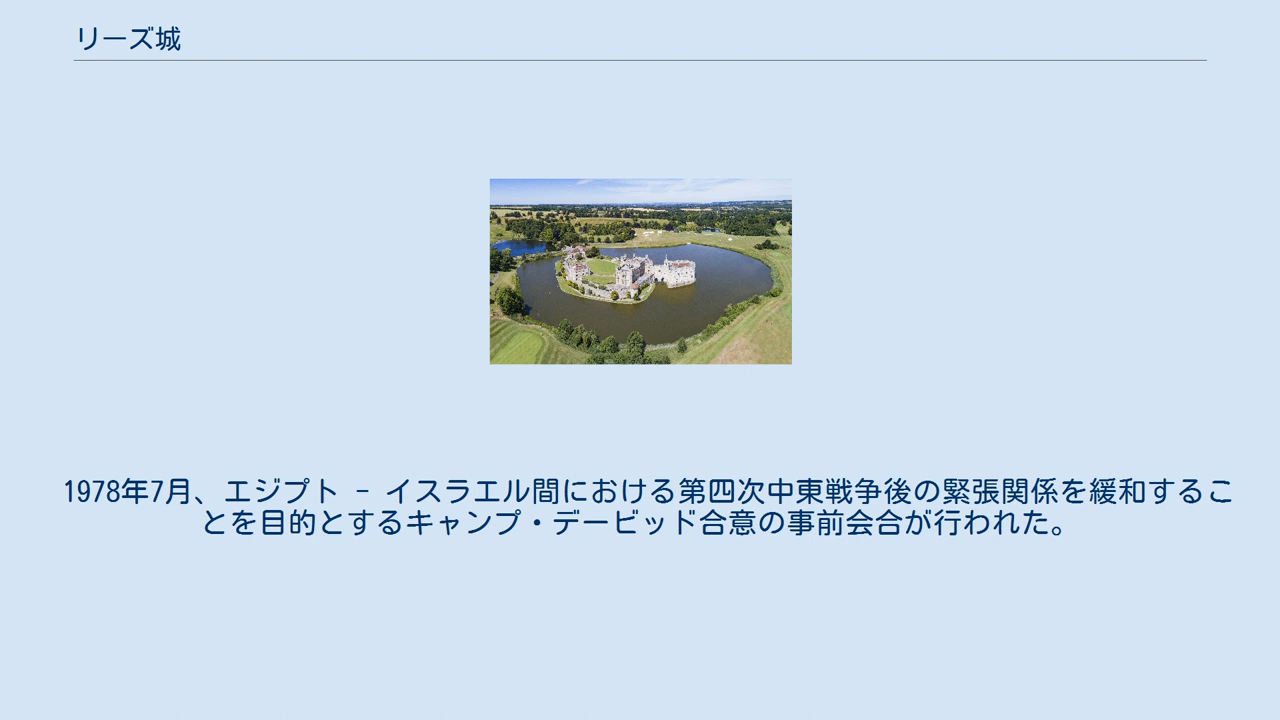 リーズ城
1978年7月、エジプト - イスラエル間における第四次中東戦争後の緊張関係を緩和するこ
とを目的とするキャンプ・デービッド合意の事前会合が行われた。